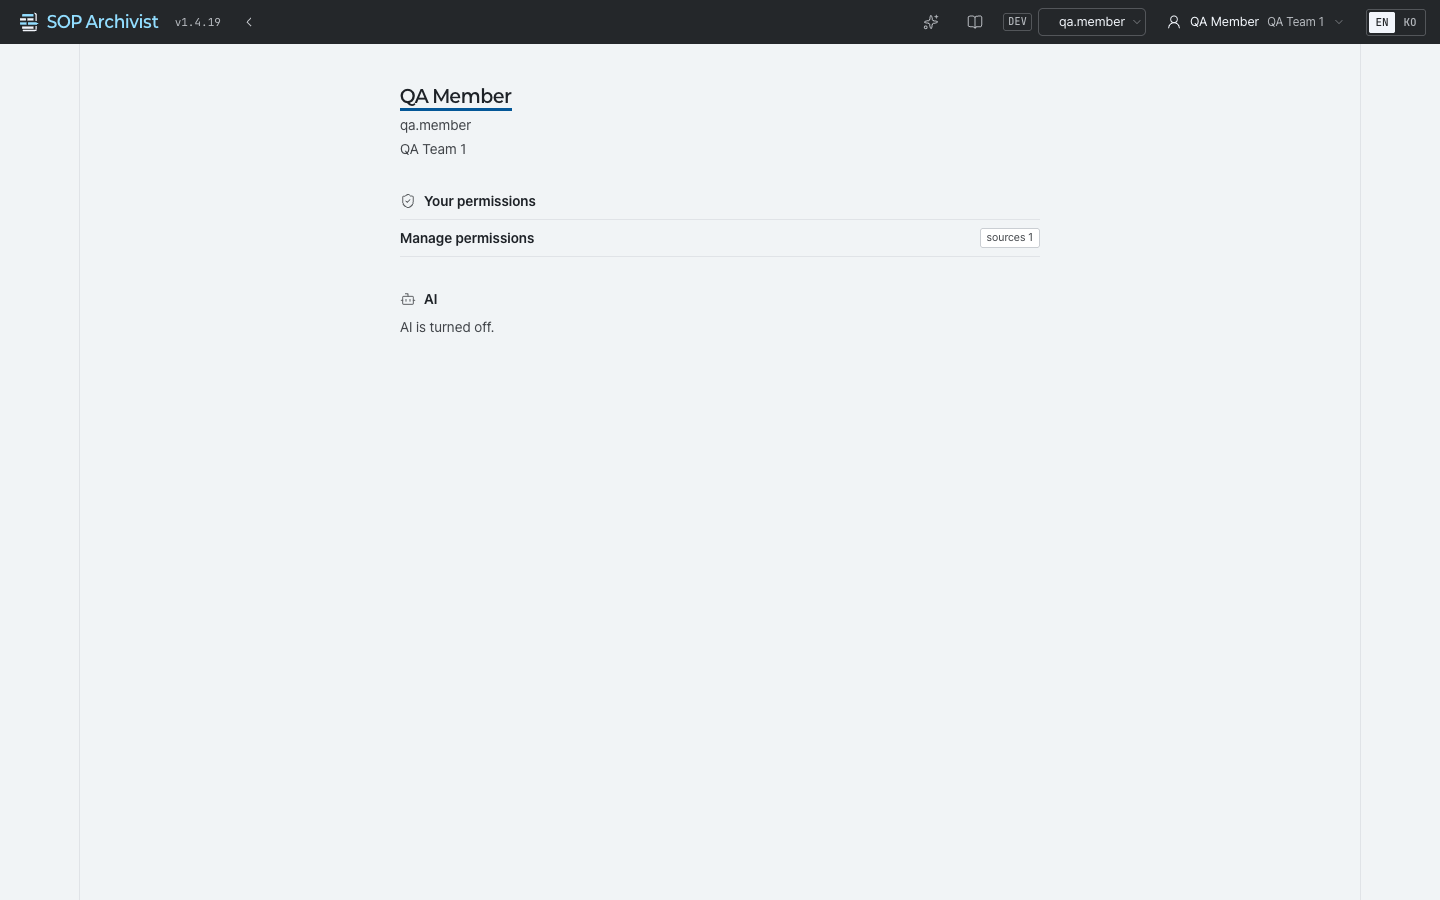 SOP Archivist v1.4.19 DEV qa.member QA Member QA Team 1 EN KO
QA Member
qa.member
QA Team 1
Your permissions
Manage permissions sources 1
AI
AI is turned off.